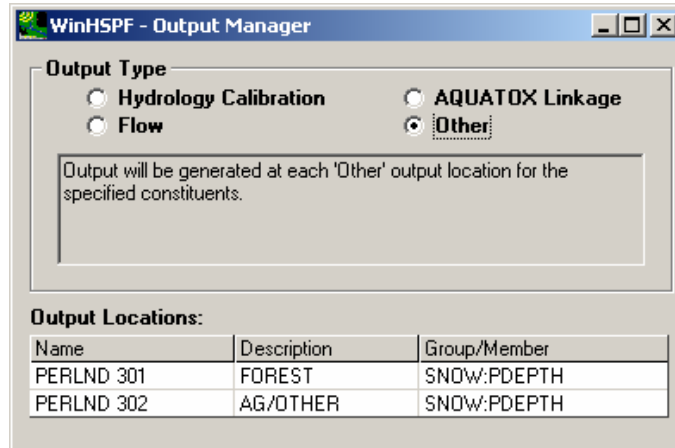 WinHSPF - Output Manager
Output Type
Hydrology Calibration AQUATOX Linkage
Flow Other
Output will be generated at each 'Other' output location for the
specified constituents.
Output Locations:
Name Description Group/Member
PERLND 301 FOREST SNOW:PDEPTH
PERLND 302 AG/OTHER SNOW:PDEPTH